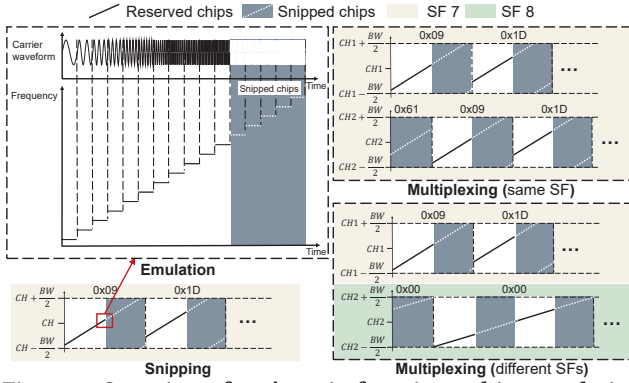 Reserved chips Snipped chips SF 7 SF 8
Carrier
waveform
Time
Frequency
Snipped chips
Time
Emulation
0x09 0x1D
CH + BW/2
CH
CH − BW/2
...
Snipping
0x09 0x1D
CH1 + BW/2
CH1
CH1 − BW/2
...
0x61 0x09 0x1D
CH2 + BW/2
CH2
CH2 − BW/2
...
Multiplexing (same SF)
0x09 0x1D
CH1 + BW/2
CH1
CH1 − BW/2
...
0x00 0x00
CH2 + BW/2
CH2
CH2 − BW/2
...
Multiplexing (different SFs)